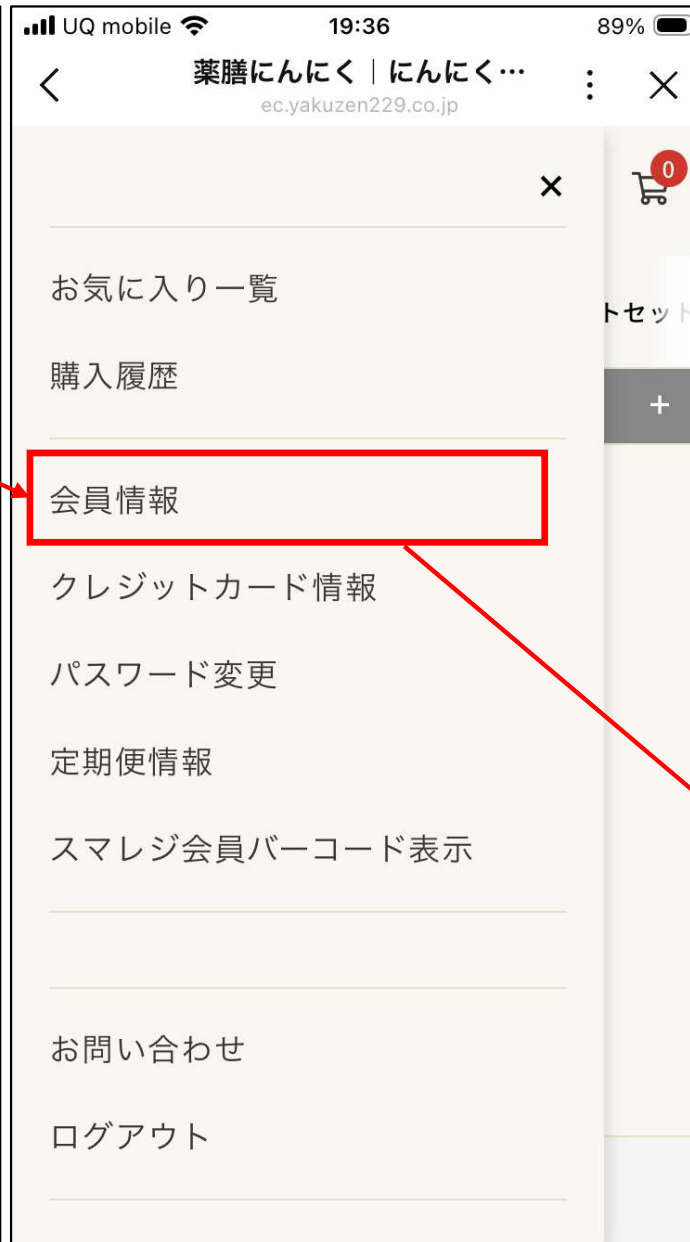 UQ mobile 19:36 89%
薬膳にんにく｜にんにく…
ec.yakuzen229.co.jp
0
お気に入り一覧
トセット
購入履歴
+
会員情報
クレジットカード情報
パスワード変更
定期便情報
スマレジ会員バーコード表示
お問い合わせ
ログアウト